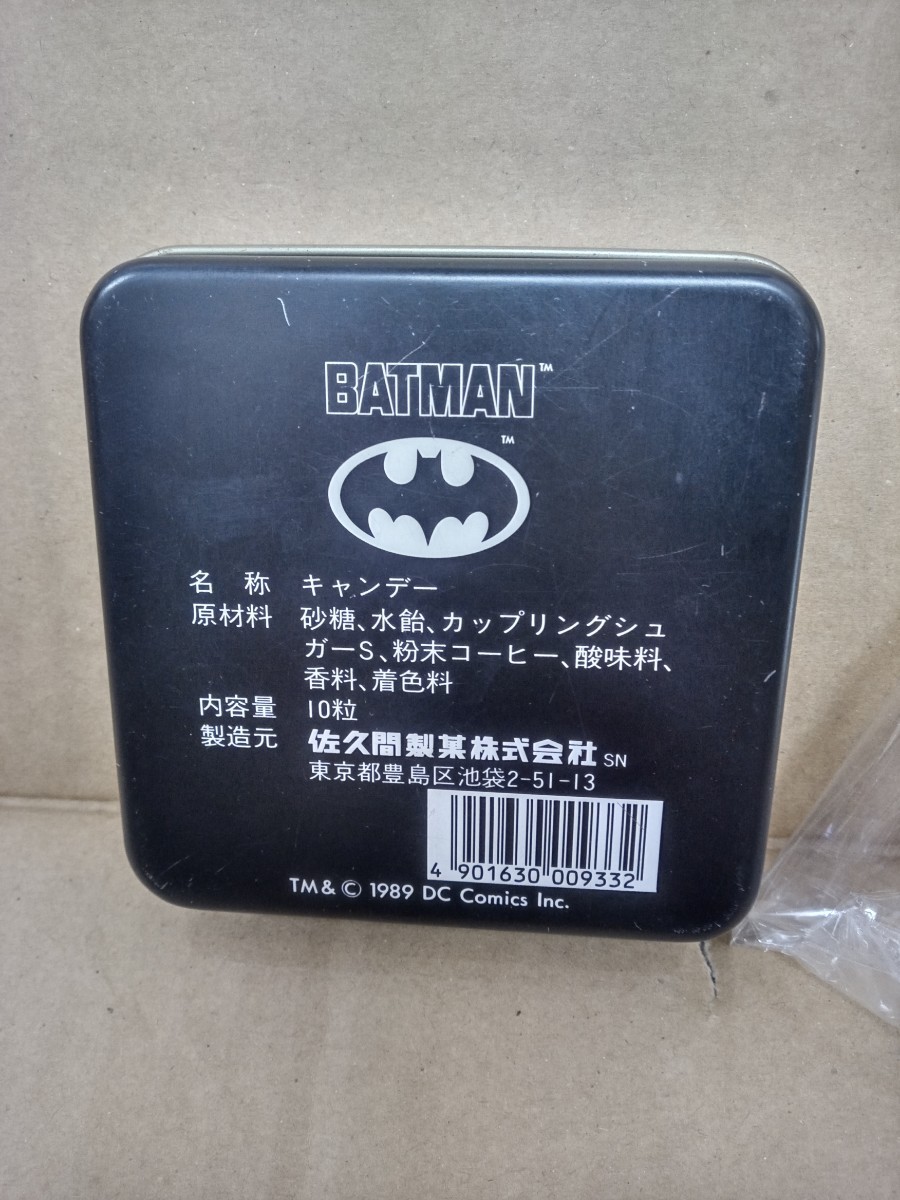 BATMAN™
™
名 称 キャンデー
原材料 砂糖、水飴、カップリングシュ
ガーS、粉末コーヒー、酸味料、
香料、着色料
内容量 10粒
製造元 佐久間製菓株式会社 SN
東京都豊島区池袋2-51-13
4 901630 009332
TM & © 1989 DC Comics Inc.